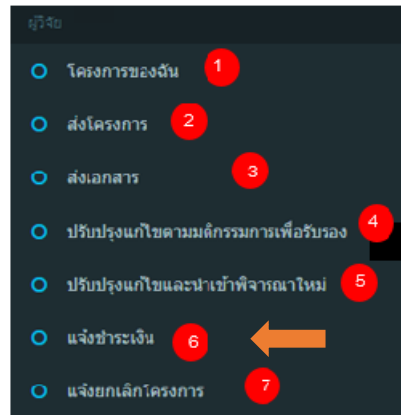 ผู้วิจัย
โครงการของฉัน 1
ส่งโครงการ 2
ส่งเอกสาร 3
ปรับปรุงแก้ไขตามมติกรรมการเพื่อรับรอง 4
ปรับปรุงแก้ไขและนำเข้าพิจารณาใหม่ 5
แจ้งชำระเงิน 6
แจ้งยกเลิกโครงการ 7